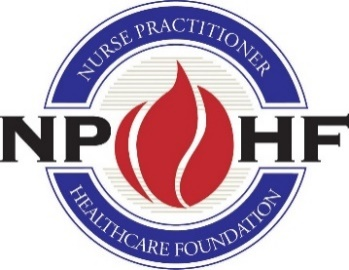 NURSE PRACTITIONER
NP HF
HEALTHCARE FOUNDATION